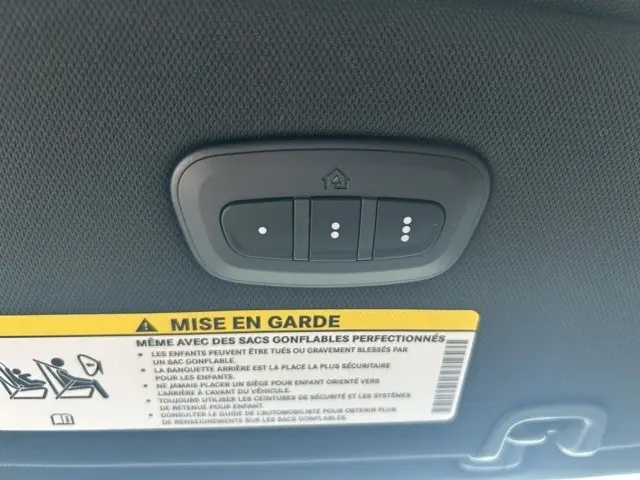 MISE EN GARDE
MÊME AVEC DES SACS GONFLABLES PERFECTIONNÉS
• LES ENFANTS PEUVENT ÊTRE TUÉS OU GRAVEMENT BLESSÉS PAR
UN SAC GONFLABLE.
• LA BANQUETTE ARRIÈRE EST LA PLACE LA PLUS SÉCURITAIRE
POUR LES ENFANTS.
• NE JAMAIS PLACER UN SIÈGE POUR ENFANT ORIENTÉ VERS
L'ARRIÈRE À L'AVANT DU VÉHICULE.
• TOUJOURS UTILISER LES CEINTURES DE SÉCURITÉ ET LES SYSTÈMES
DE RETENUE POUR ENFANT.
• CONSULTER LE GUIDE DE L'AUTOMOBILISTE POUR OBTENIR PLUS
DE RENSEIGNEMENTS SUR LES SACS GONFLABLES.